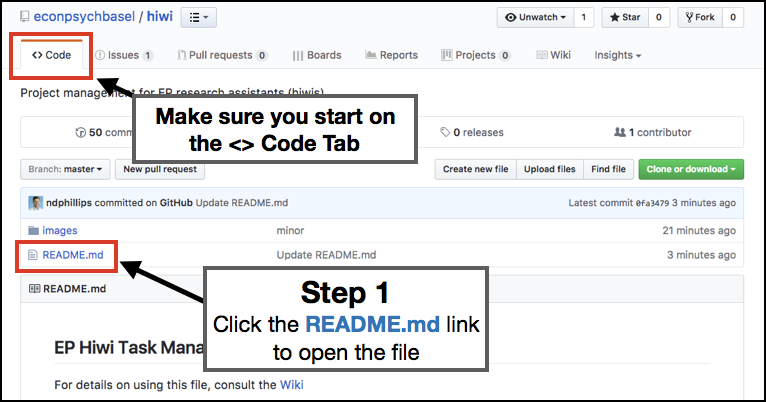 econpsychbasel / hiwi
Unwatch 1 Star 0 Fork 0
<> Code Issues 1 Pull requests 0 Boards Reports Projects 0 Wiki Insights
Project management for EP research assistants (hiwis)
Make sure you start on
the <> Code Tab
50 0 releases 1 contributor
Branch: master New pull request Create new file Upload files Find file Clone or download
ndphillips committed on GitHub Update README.md Latest commit 0fa3479 3 minutes ago
images minor 21 minutes ago
README.md Update README.md 3 minutes ago
README.md
Step 1
Click the README.md link
to open the file
EP Hiwi Task
For details on using this file, consult the Wiki